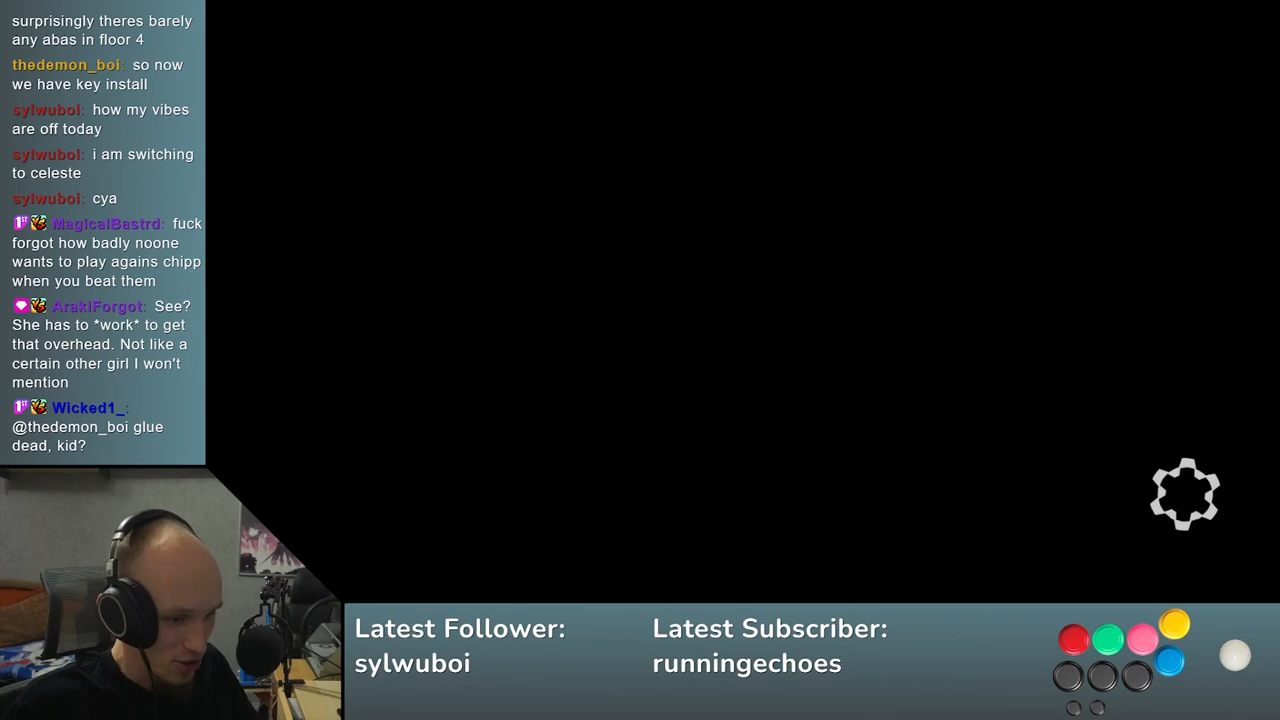 surprisingly theres barely
any abas in floor 4
thedemon_boi: so now
we have key install
sylwuboi: how my vibes
are off today
sylwuboi: i am switching
to celeste
sylwuboi: cya
1ST MagicalBastrd: fuck
forgot how badly noone
wants to play agains chipp
when you beat them
ArakiForgot: See?
She has to *work* to get
that overhead. Not like a
certain other girl I won't
mention
1ST Wicked1_:
@thedemon_boi glue
dead, kid?
Latest Follower:
sylwuboi
Latest Subscriber:
runningechoes